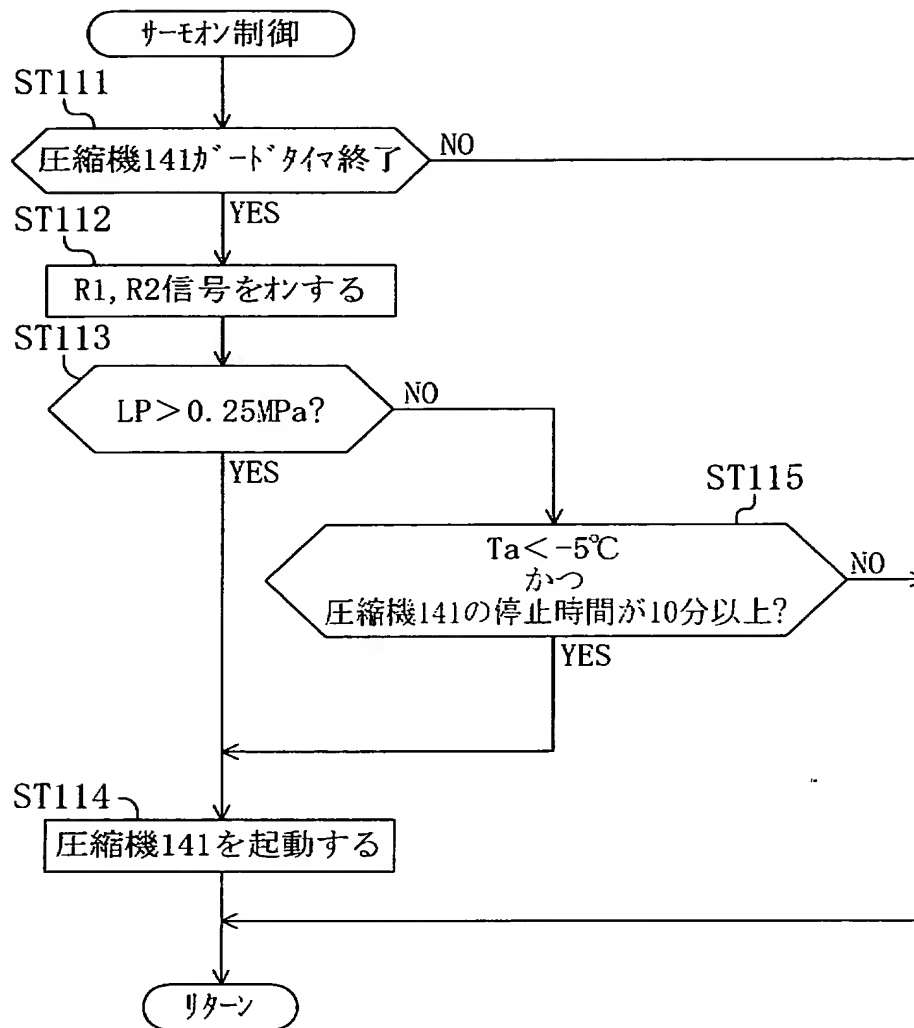 サーモオン制御
ST111
圧縮機141ガードタイマ終了
NO
YES
ST112
R1,R2信号をオンする
ST113
LP>0.25MPa?
NO
YES
ST115
Ta<-5℃
かつ
圧縮機141の停止時間が10分以上?
NO
YES
ST114
圧縮機141を起動する
リターン